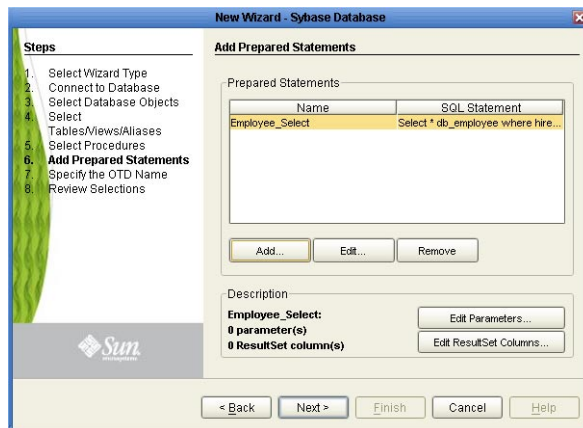 New Wizard - Sybase Database
Steps
1. Select Wizard Type
2. Connect to Database
3. Select Database Objects
4. Select
Tables/Views/Aliases
5. Select Procedures
6. Add Prepared Statements
7. Specify the OTD Name
8. Review Selections
Sun
microsystems
Add Prepared Statements
Prepared Statements
Name SQL Statement
Employee_Select Select * db_employee where hire...
Add... Edit... Remove
Description
Employee_Select:
0 parameter(s)
0 ResultSet column(s)
Edit Parameters...
Edit ResultSet Columns...
< Back Next > Finish Cancel Help